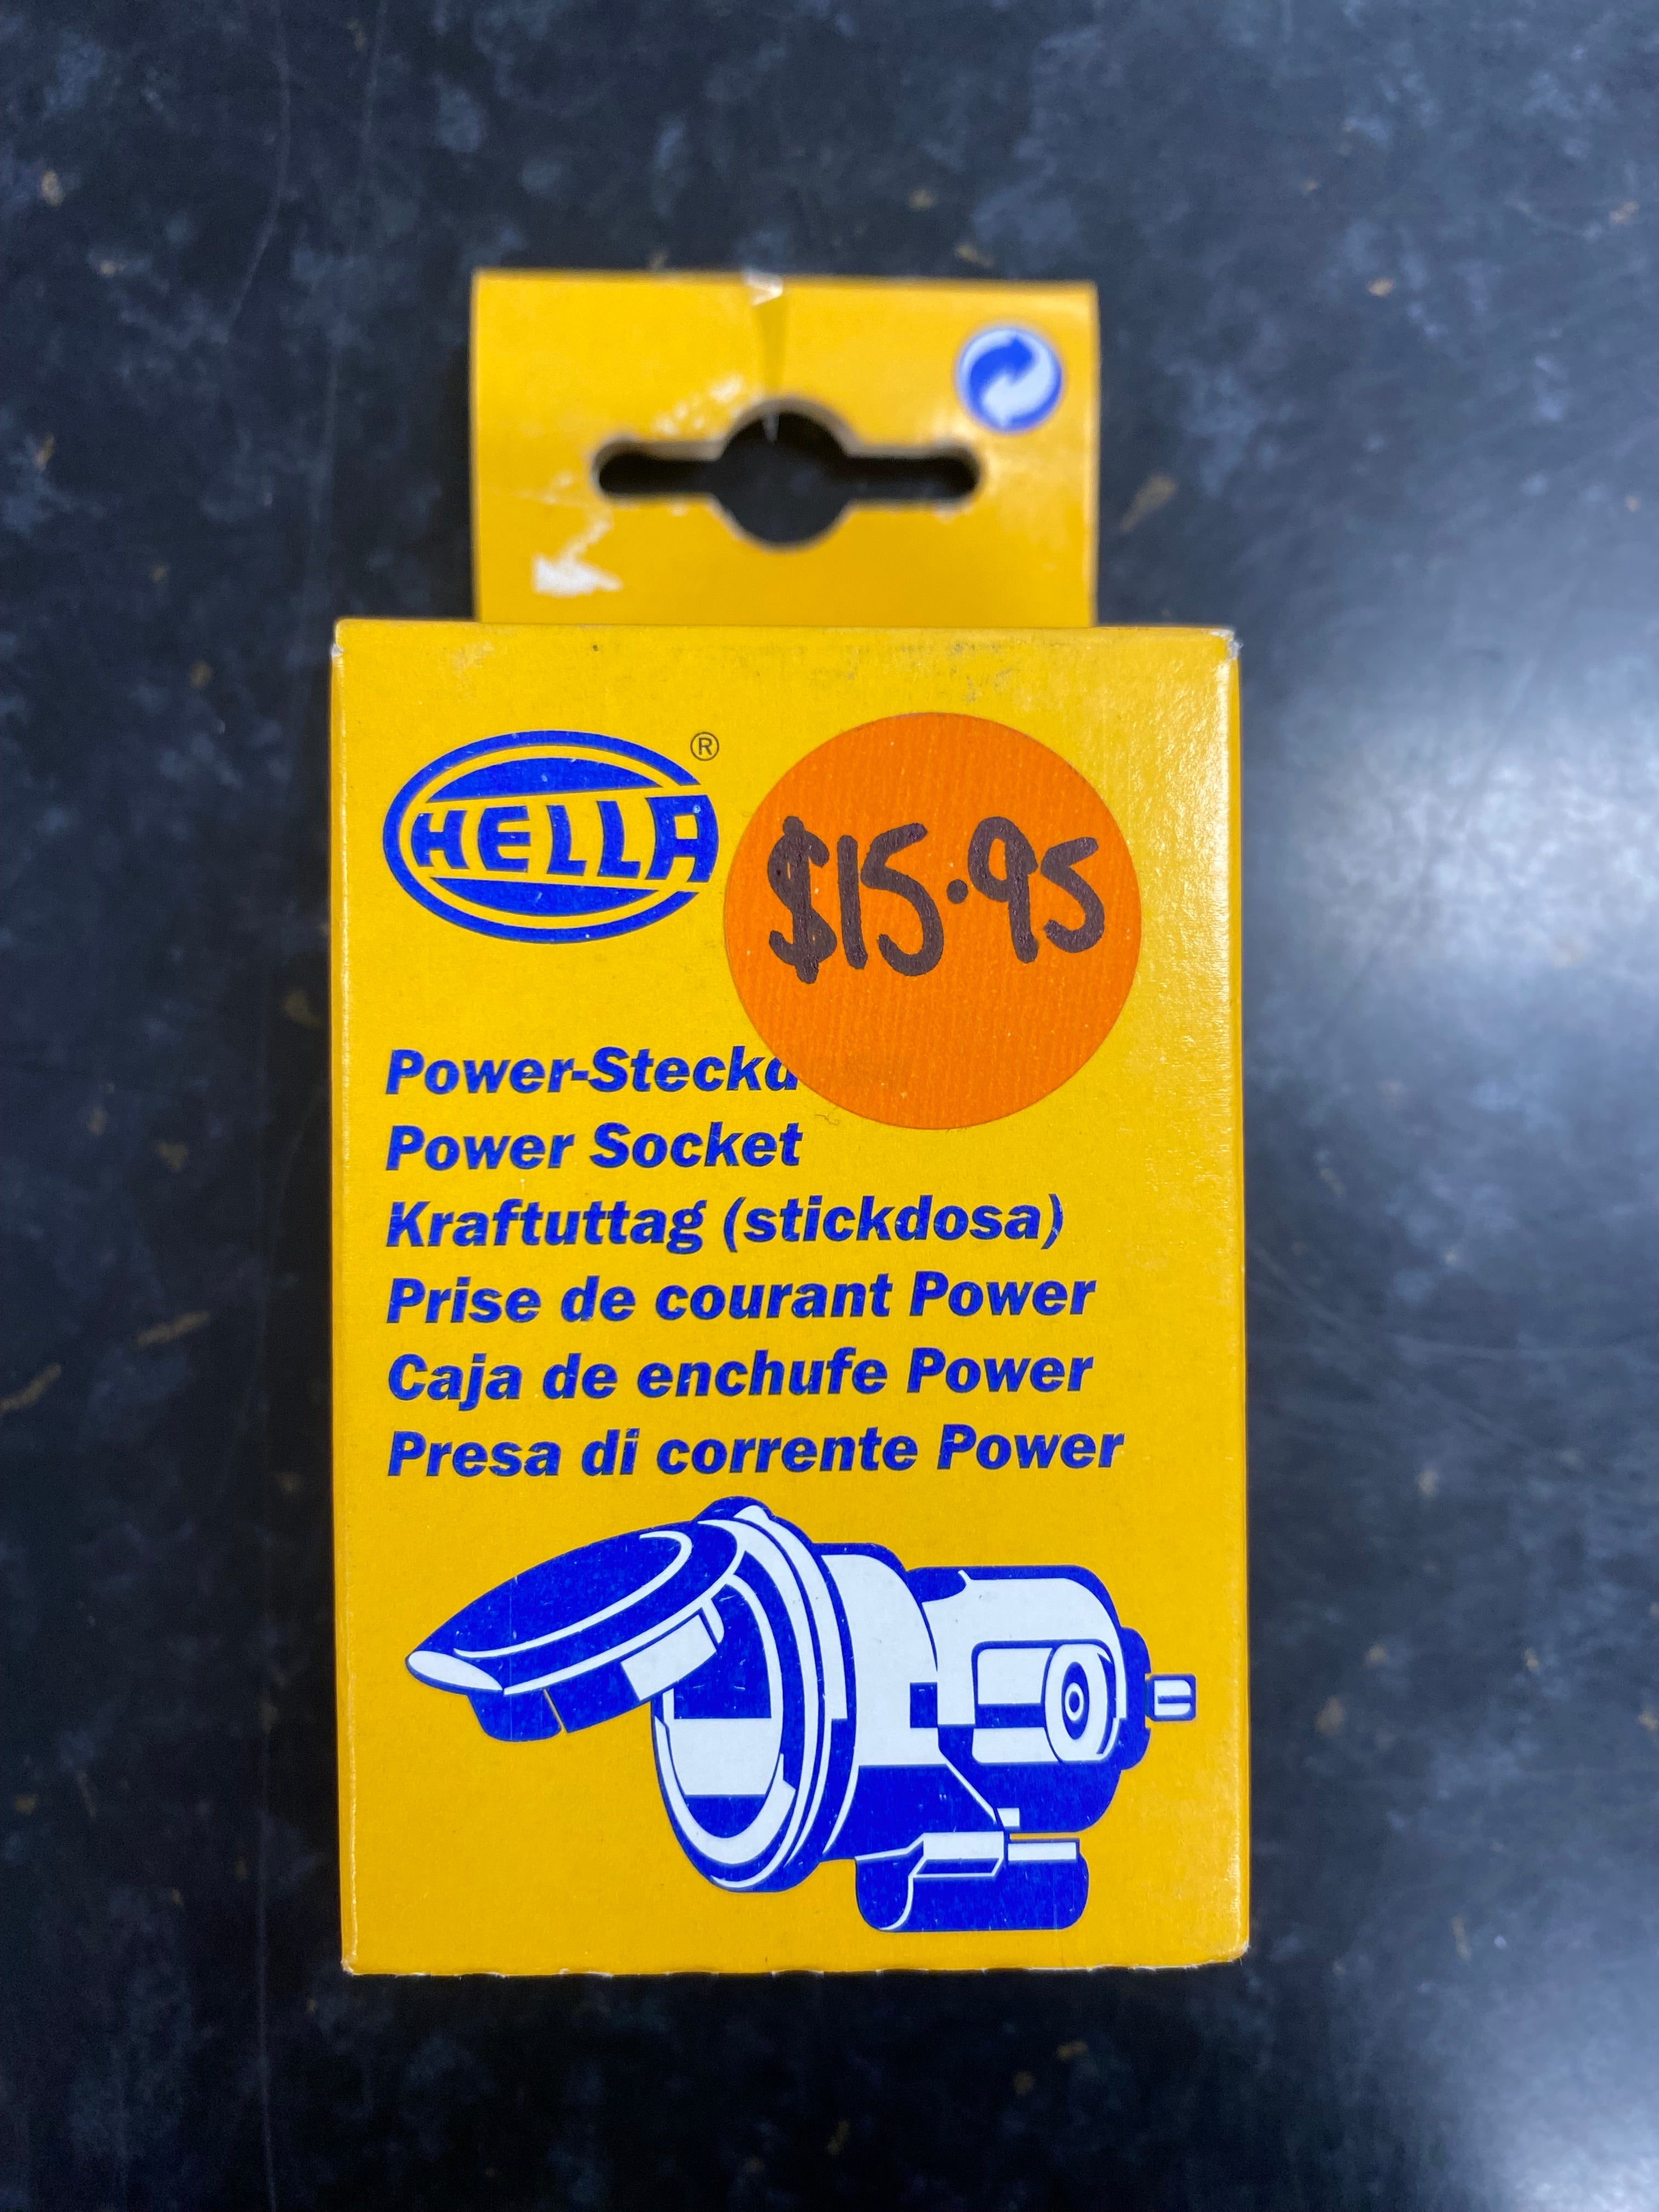 HELLA ®
$15.95
Power-Steckd
Power Socket
Kraftuttag (stickdosa)
Prise de courant Power
Caja de enchufe Power
Presa di corrente Power